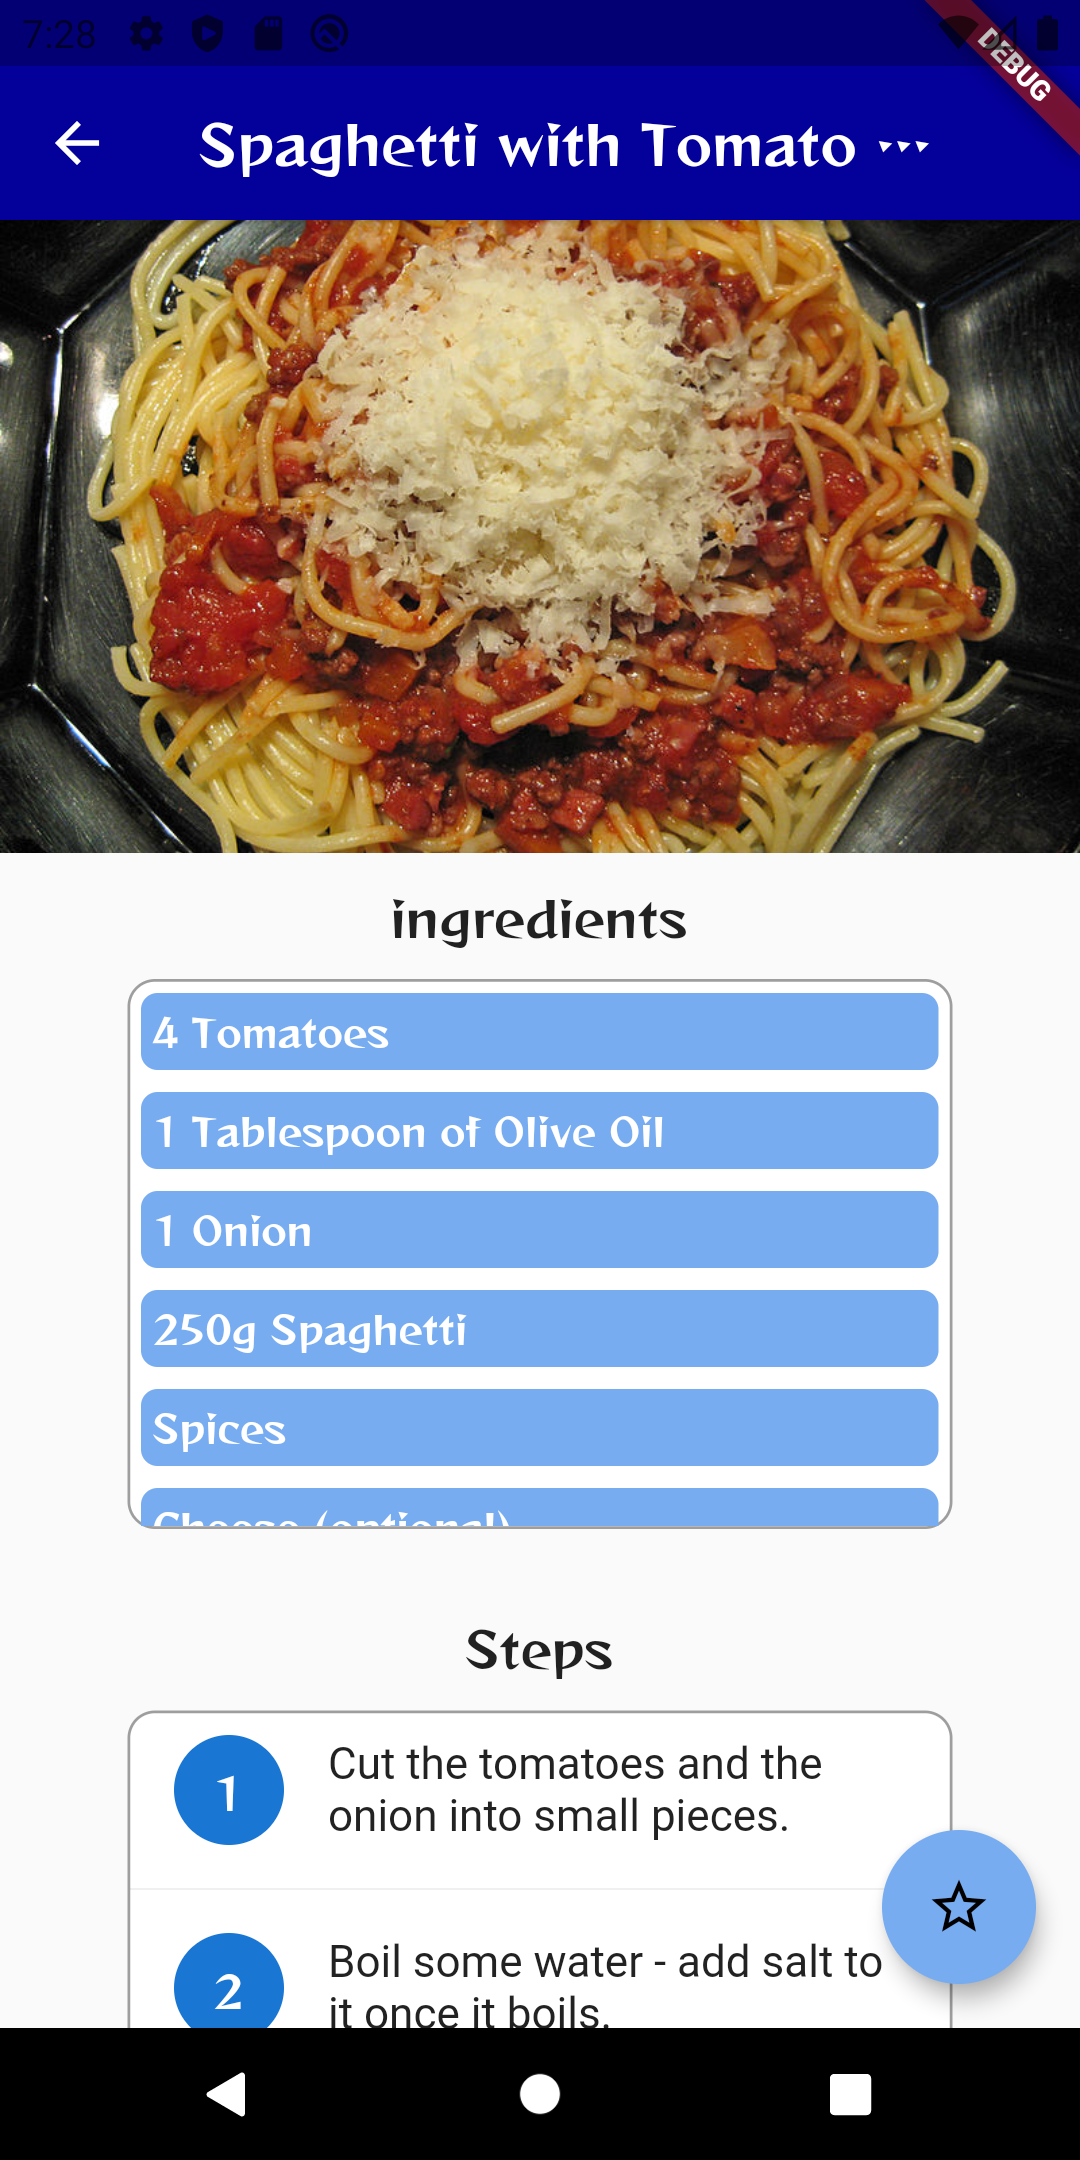 7:28
DEBUG
Spaghetti with Tomato ...
ingredients
4 Tomatoes
1 Tablespoon of Olive Oil
1 Onion
250g Spaghetti
Spices
Cheese (optional)
Steps
1
Cut the tomatoes and the
onion into small pieces.
2
Boil some water - add salt to
it once it boils.